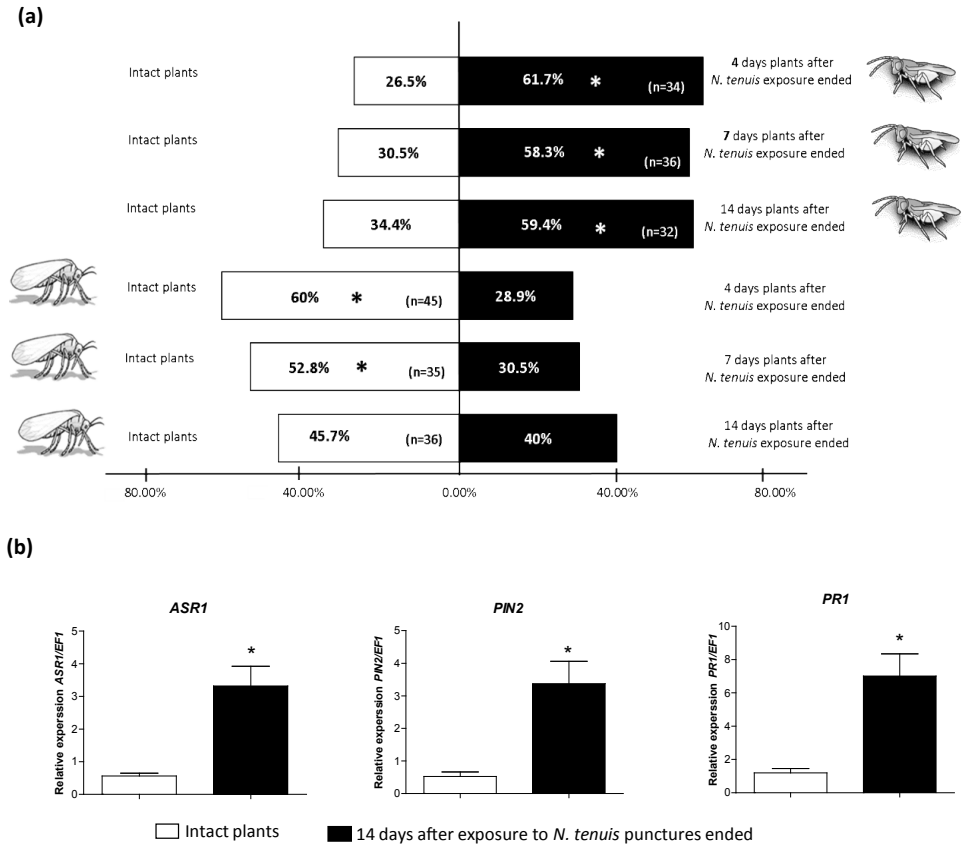 (a)
Intact plants
26.5%
61.7% * (n=34)
4 days plants after
N. tenuis exposure ended
Intact plants
30.5%
58.3% * (n=36)
7 days plants after
N. tenuis exposure ended
Intact plants
34.4%
59.4% * (n=32)
14 days plants after
N. tenuis exposure ended
Intact plants
60% * (n=45)
28.9%
4 days plants after
N. tenuis exposure ended
Intact plants
52.8% * (n=35)
30.5%
7 days plants after
N. tenuis exposure ended
Intact plants
45.7% (n=36)
40%
14 days plants after
N. tenuis exposure ended
80.00% 40.00% 0.00% 40.00% 80.00%
(b)
ASR1
Relative experssion ASR1/EF1
5
4
3
2
1
0
*
PIN2
Relative experssion PIN2/EF1
5
4
3
2
1
0
*
PR1
Relative experssion PR1/EF1
10
8
6
4
2
0
*
Intact plants
14 days after exposure to N. tenuis punctures ended